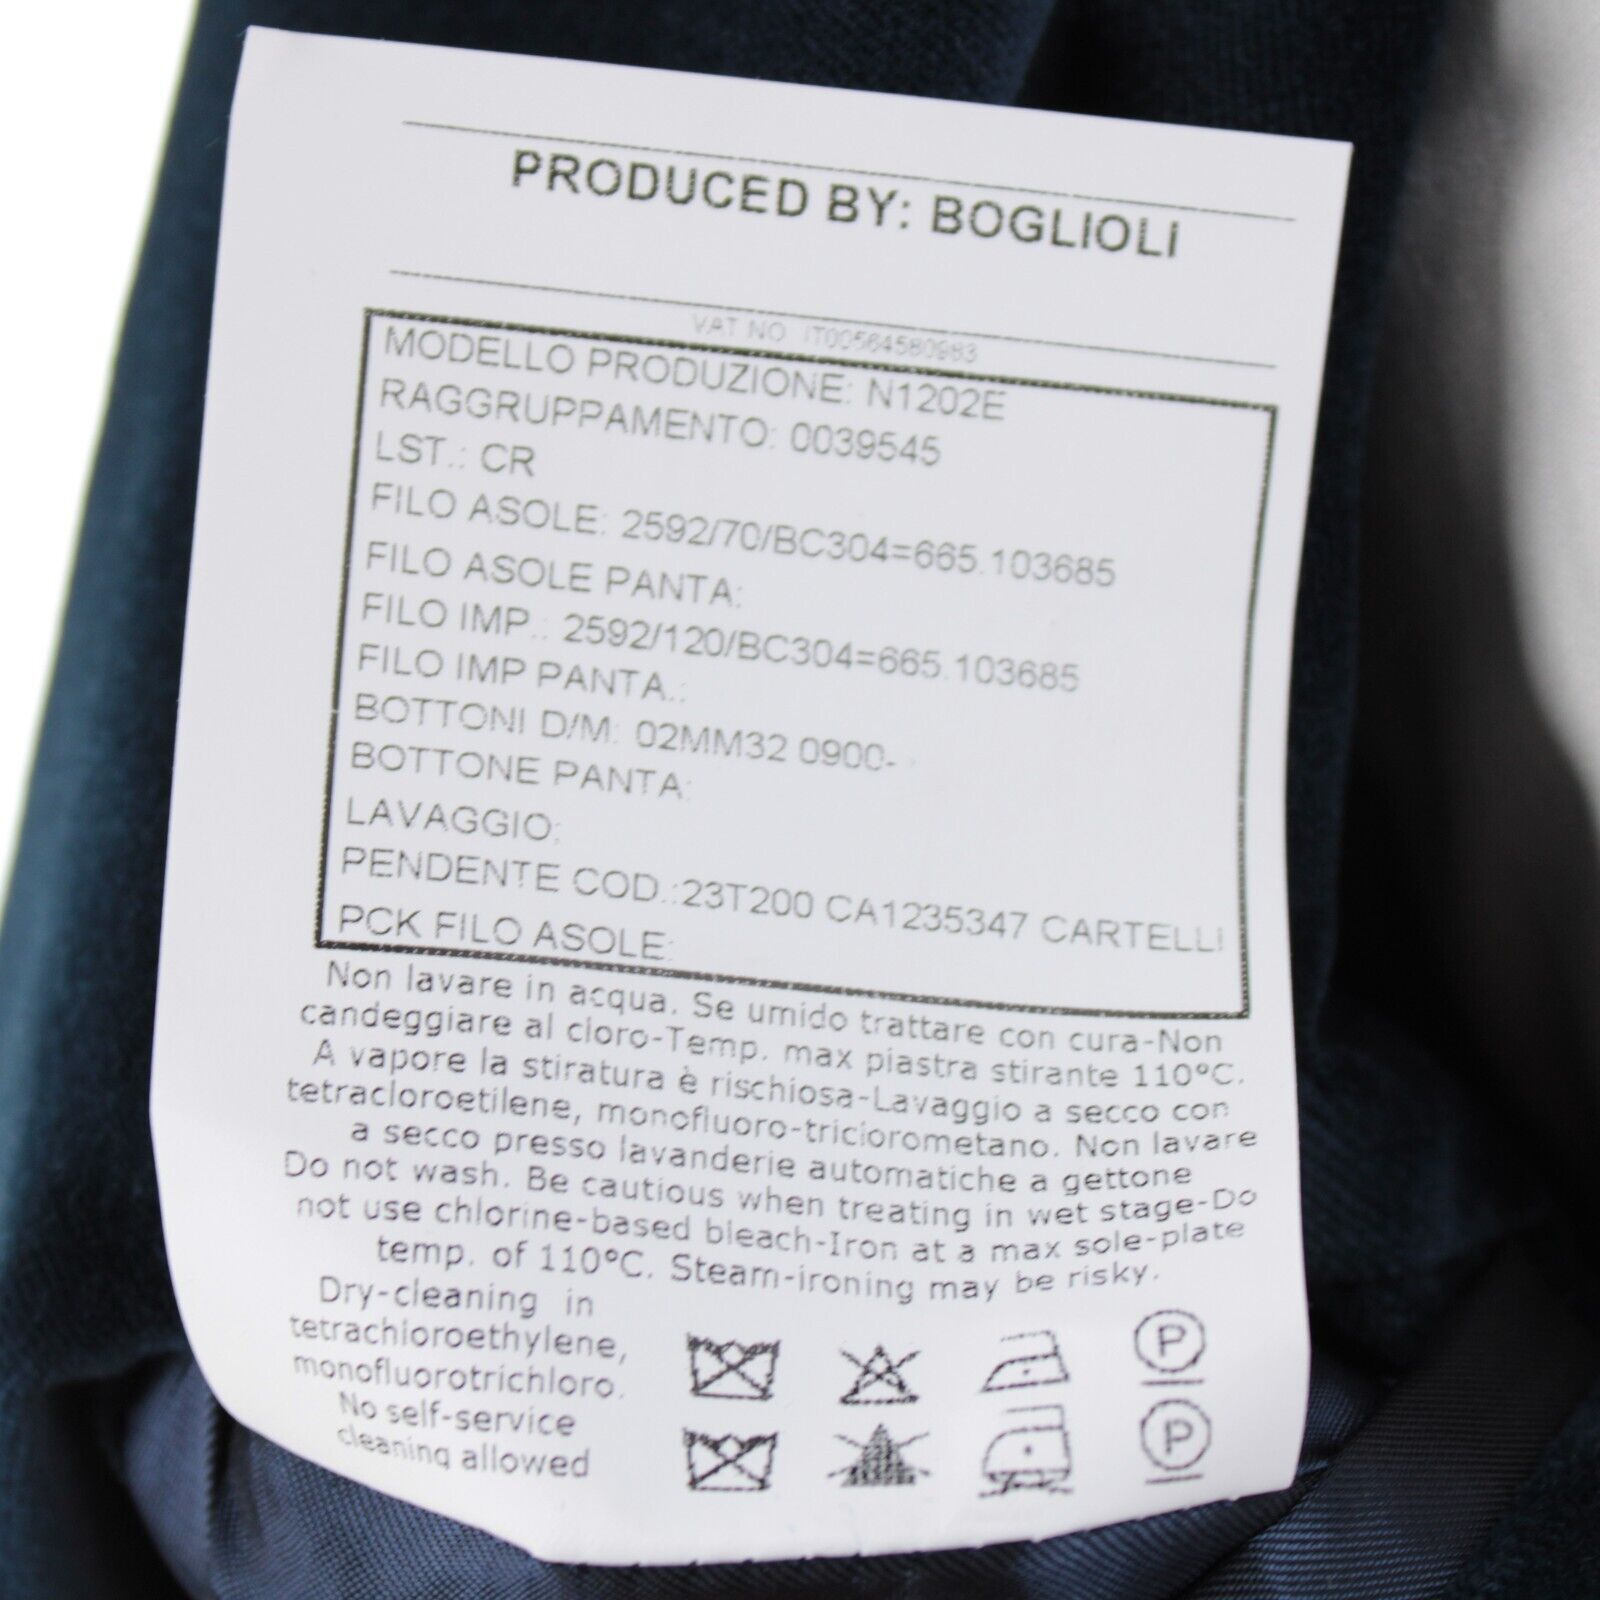 PRODUCED BY: BOGLIOLI
VAT NO IT00564580983
MODELLO PRODUZIONE: N1202E
RAGGRUPPAMENTO: 0039545
LST.: CR
FILO ASOLE: 2592/70/BC304=665.103685
FILO ASOLE PANTA:
FILO IMP.: 2592/120/BC304=665.103685
FILO IMP PANTA.:
BOTTONI D/M: 02MM32 0900-
BOTTONE PANTA:
LAVAGGIO:
PENDENTE COD.:23T200 CA1235347 CARTELLI
PCK FILO ASOLE:
Non lavare in acqua. Se umido trattare con cura-Non
candeggiare al cloro-Temp. max piastra stirante 110°C.
A vapore la stiratura è rischiosa-Lavaggio a secco con
tetracloroetilene, monofluoro-triclorometano. Non lavare
a secco presso lavanderie automatiche a gettone
Do not wash. Be cautious when treating in wet stage-Do
not use chlorine-based bleach-Iron at a max sole-plate
temp. of 110°C. Steam-ironing may be risky.
Dry-cleaning in
tetrachloroethylene,
monofluorotrichloro.
No self-service
cleaning allowed
P
P